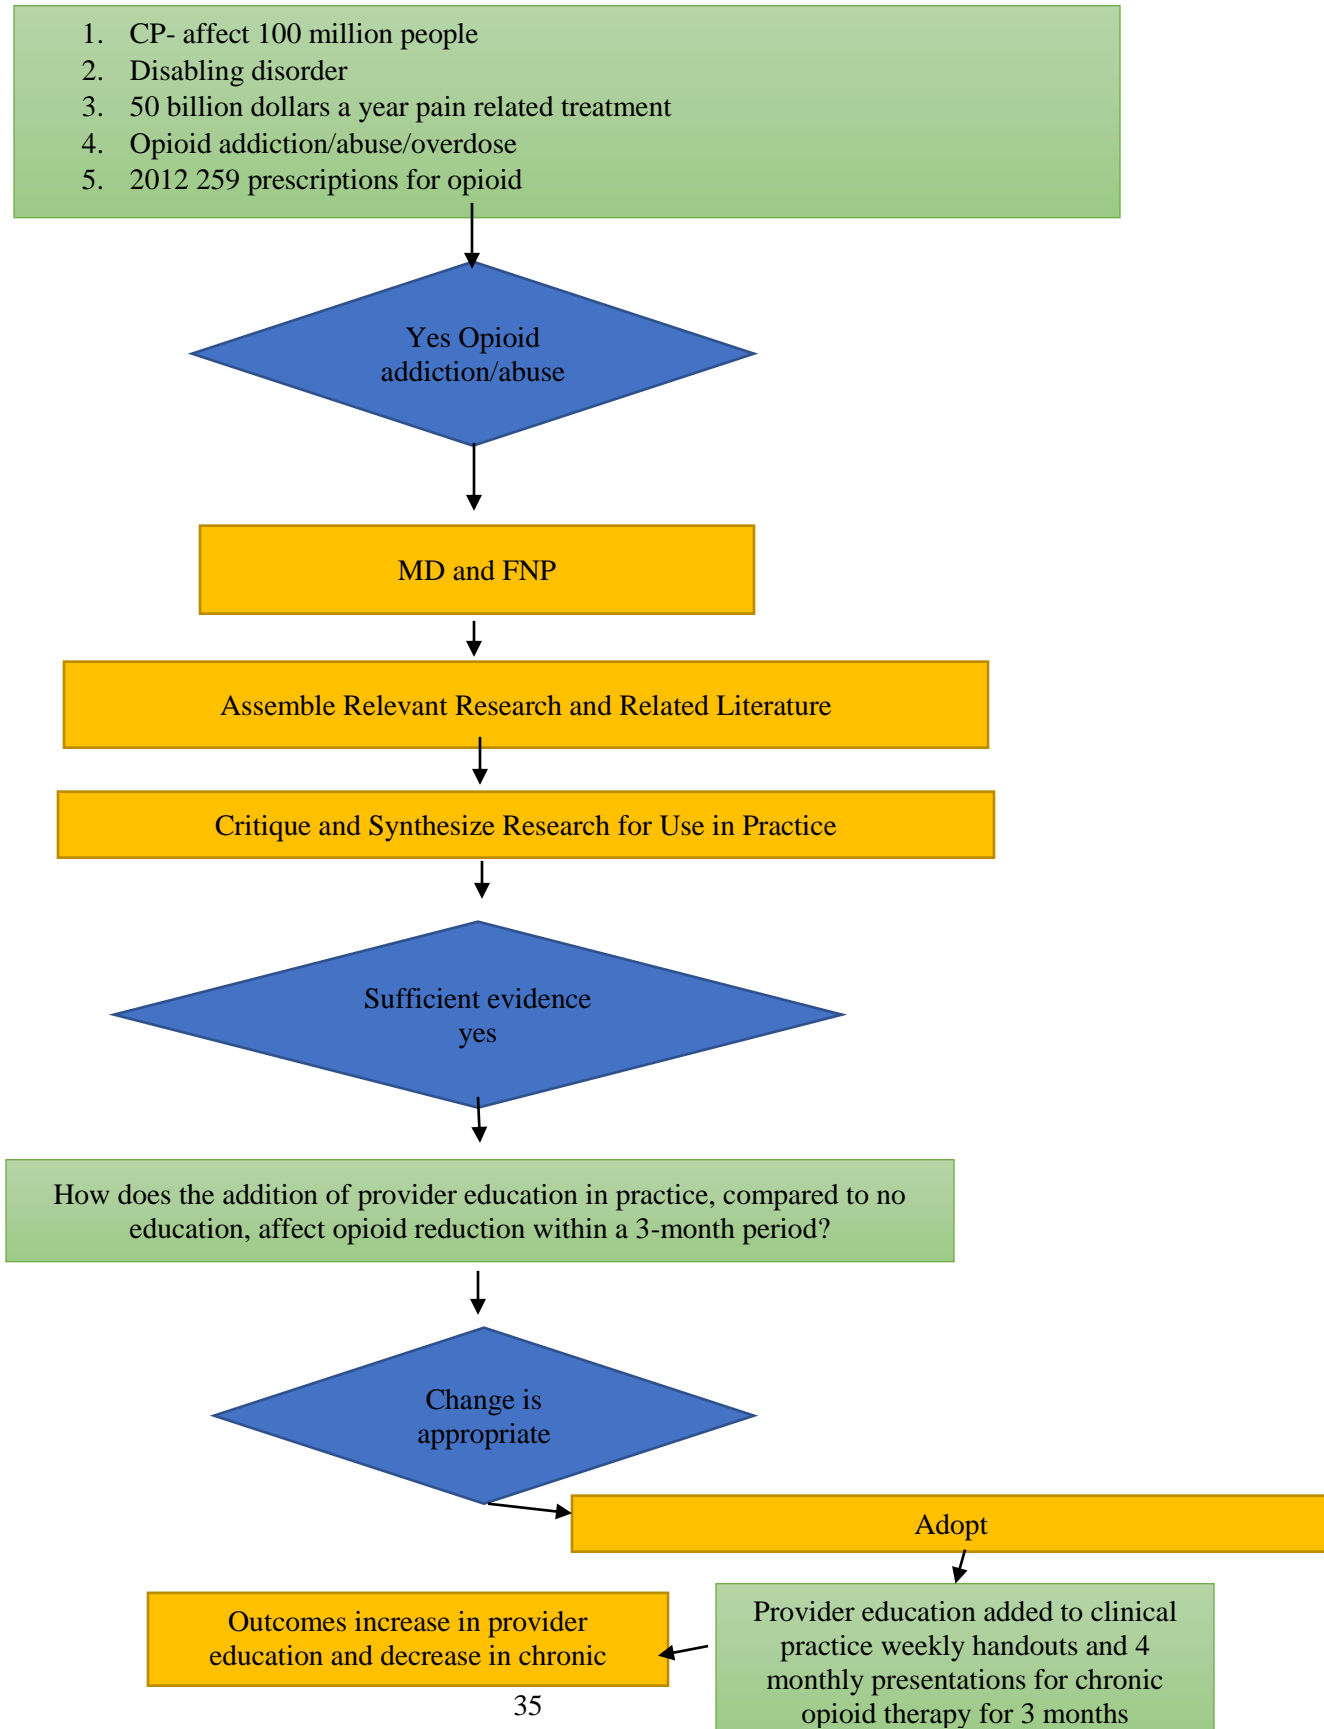 1. CP- affect 100 million people
2. Disabling disorder
3. 50 billion dollars a year pain related treatment
4. Opioid addiction/abuse/overdose
5. 2012 259 prescriptions for opioid
Yes Opioid
addiction/abuse
MD and FNP
Assemble Relevant Research and Related Literature
Critique and Synthesize Research for Use in Practice
Sufficient evidence
yes
How does the addition of provider education in practice, compared to no
education, affect opioid reduction within a 3-month period?
Change is
appropriate
Adopt
Provider education added to clinical
practice weekly handouts and 4
monthly presentations for chronic
opioid therapy for 3 months
Outcomes increase in provider
education and decrease in chronic
35